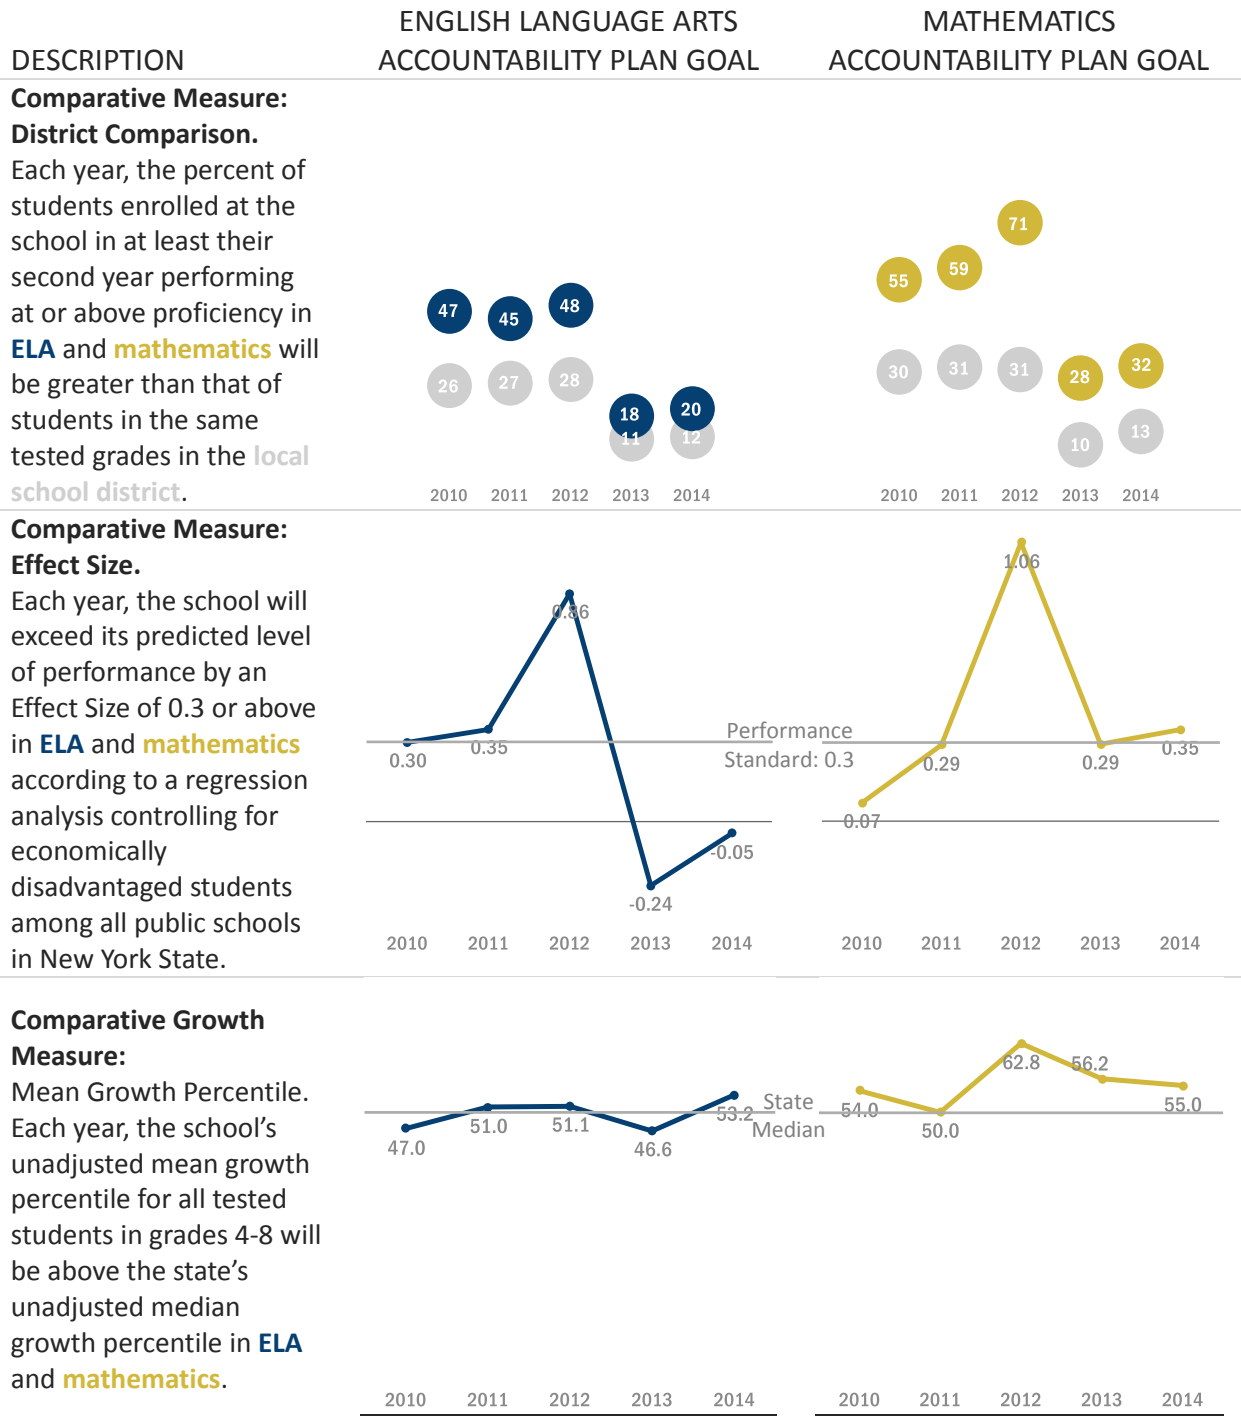 DESCRIPTION
ENGLISH LANGUAGE ARTS
ACCOUNTABILITY PLAN GOAL
MATHEMATICS
ACCOUNTABILITY PLAN GOAL
Comparative Measure:
District Comparison.
Each year, the percent of
students enrolled at the
school in at least their
second year performing
at or above proficiency in
ELA and mathematics will
be greater than that of
students in the same
tested grades in the local
school district.
47 45 48 18 20
26 27 28 11 12
2010 2011 2012 2013 2014
55 59 71 28 32
30 31 31 10 13
2010 2011 2012 2013 2014
Comparative Measure:
Effect Size.
Each year, the school will
exceed its predicted level
of performance by an
Effect Size of 0.3 or above
in ELA and mathematics
according to a regression
analysis controlling for
economically
disadvantaged students
among all public schools
in New York State.
0.30 0.35 0.86 -0.24 -0.05
2010 2011 2012 2013 2014
Performance
Standard: 0.3
0.07 0.29 1.06 0.29 0.35
2010 2011 2012 2013 2014
Comparative Growth
Measure:
Mean Growth Percentile.
Each year, the school’s
unadjusted mean growth
percentile for all tested
students in grades 4-8 will
be above the state’s
unadjusted median
growth percentile in ELA
and mathematics.
47.0 51.0 51.1 46.6 53.2
2010 2011 2012 2013 2014
State
Median
54.0 50.0 62.8 56.2 55.0
2010 2011 2012 2013 2014